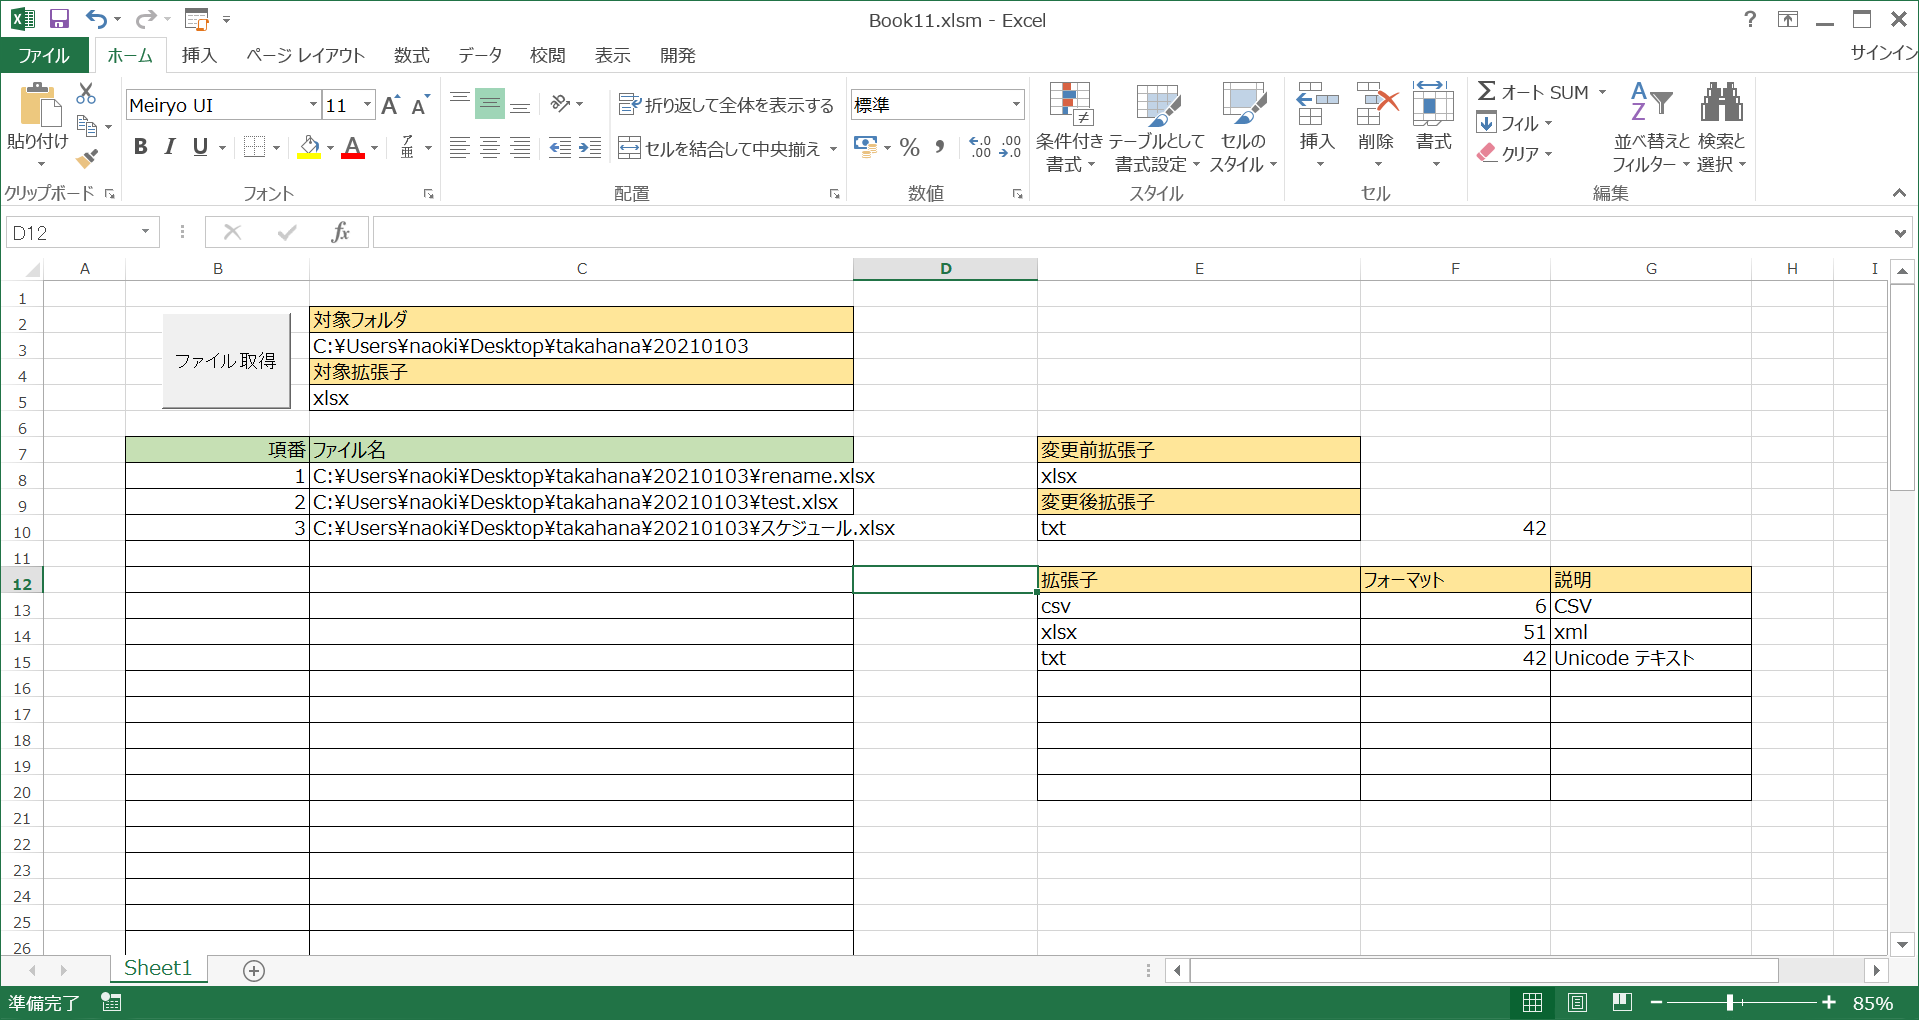 Book11.xlsm - Excel
?
サインイン
ファイル ホーム 挿入 ページ レイアウト 数式 データ 校閲 表示 開発
貼り付け
Meiryo UI 11 A A
B I U A ア 亜
折り返して全体を表示する
セルを結合して中央揃え
標準
% , ←.0 .00 .00 →.0
条件付き書式
テーブルとして書式設定
セルのスタイル
挿入 削除 書式
Σ オート SUM
フィル
クリア
A Z
並べ替えとフィルター
検索と選択
クリップボード フォント 配置 数値 スタイル セル 編集
D12 fx
A B C D E F G H I
1
2 対象フォルダ
ファイル取得
3 C:¥Users¥naoki¥Desktop¥takahana¥20210103
4 対象拡張子
5 xlsx
6
7 項番 ファイル名 変更前拡張子
8 1 C:¥Users¥naoki¥Desktop¥takahana¥20210103¥rename.xlsx xlsx
9 2 C:¥Users¥naoki¥Desktop¥takahana¥20210103¥test.xlsx 変更後拡張子
10 3 C:¥Users¥naoki¥Desktop¥takahana¥20210103¥スケジュール.xlsx txt 42
11
12 拡張子 フォーマット 説明
13 csv 6 CSV
14 xlsx 51 xml
15 txt 42 Unicode テキスト
16
17
18
19
20
21
22
23
24
25
26
Sheet1
準備完了 85%